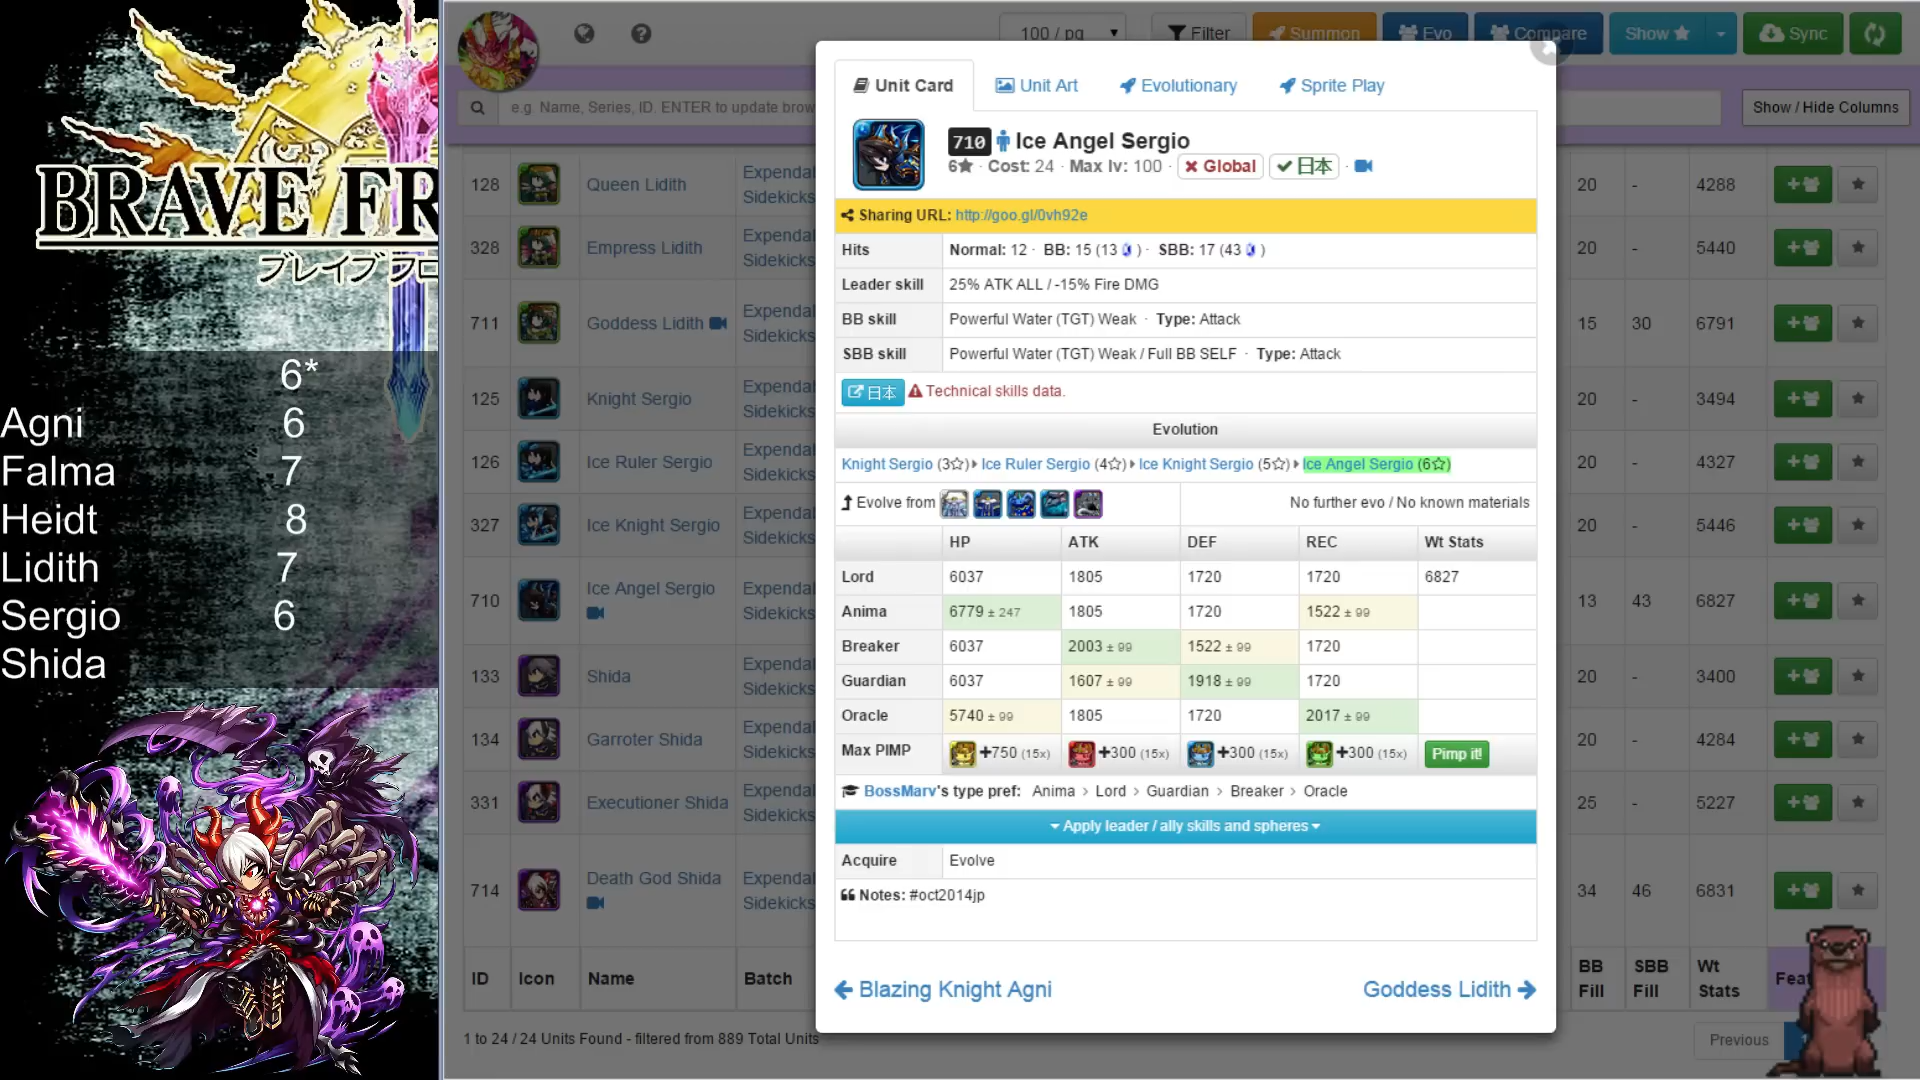 BRAVE FR
ブレイブ フロ
6*
Agni 6
Falma 7
Heidt 8
Lidith 7
Sergio 6
Shida
100 / pg
Filter
Summon
Evo
Compare
Show
Sync
e.g. Name, Series, ID. ENTER to update brow
Show / Hide Columns
128 Queen Lidith Expendal Sidekicks 20 - 4288
328 Empress Lidith Expendal Sidekicks 20 - 5440
711 Goddess Lidith Expendal Sidekicks 15 30 6791
125 Knight Sergio Expendal Sidekicks 20 - 3494
126 Ice Ruler Sergio Expendal Sidekicks 20 - 4327
327 Ice Knight Sergio Expendal Sidekicks 20 - 5446
710 Ice Angel Sergio Expendal Sidekicks 13 43 6827
133 Shida Expendal Sidekicks 20 - 3400
134 Garroter Shida Expendal Sidekicks 20 - 4284
331 Executioner Shida Expendal Sidekicks 25 - 5227
714 Death God Shida Expendal Sidekicks 34 46 6831
ID Icon Name Batch BB Fill SBB Fill Wt Stats Fea
1 to 24 / 24 Units Found - filtered from 889 Total Units
Previous
Unit Card
Unit Art
Evolutionary
Sprite Play
710 Ice Angel Sergio
6★ · Cost: 24 · Max lv: 100 · ✖ Global ✔ 日本 ·
Sharing URL: http://goo.gl/0vh92e
Hits Normal: 12 · BB: 15 (13 ) · SBB: 17 (43 )
Leader skill 25% ATK ALL / -15% Fire DMG
BB skill Powerful Water (TGT) Weak · Type: Attack
SBB skill Powerful Water (TGT) Weak / Full BB SELF · Type: Attack
日本 Technical skills data.
Evolution
Knight Sergio (3☆) Ice Ruler Sergio (4☆) Ice Knight Sergio (5☆) Ice Angel Sergio (6☆)
Evolve from
No further evo / No known materials
HP ATK DEF REC Wt Stats
Lord 6037 1805 1720 1720 6827
Anima 6779 ± 247 1805 1720 1522 ± 99
Breaker 6037 2003 ± 99 1522 ± 99 1720
Guardian 6037 1607 ± 99 1918 ± 99 1720
Oracle 5740 ± 99 1805 1720 2017 ± 99
Max PIMP +750 (15x) +300 (15x) +300 (15x) +300 (15x) Pimp it!
BossMarv's type pref: Anima › Lord › Guardian › Breaker › Oracle
Apply leader / ally skills and spheres
Acquire Evolve
Notes: #oct2014jp
Blazing Knight Agni
Goddess Lidith